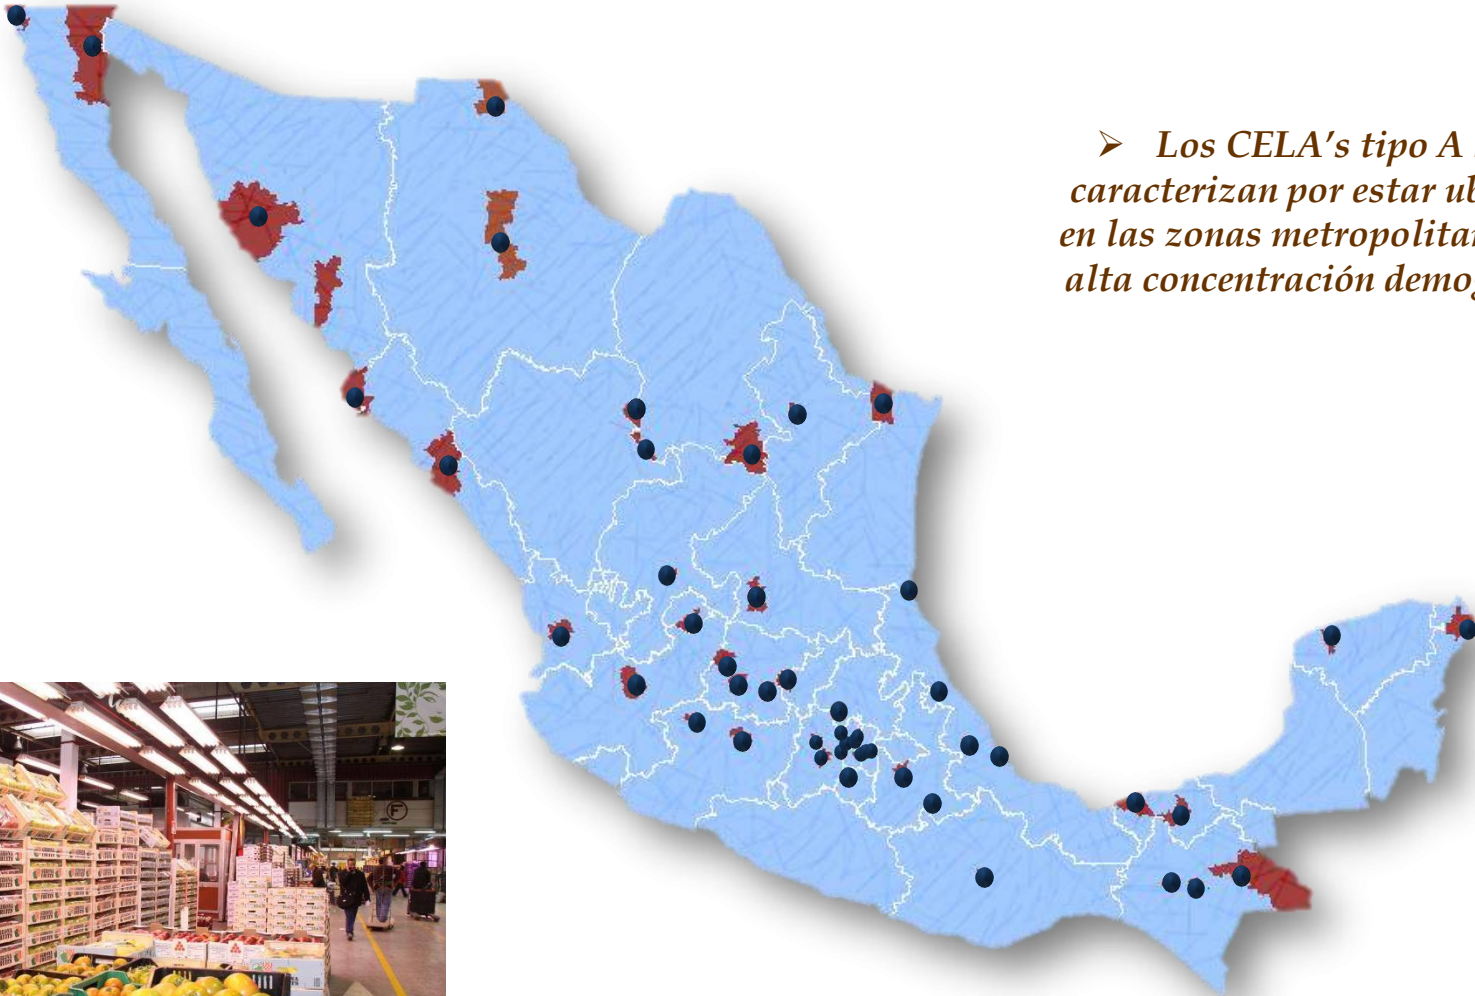 ➢ Los CELA’s tipo A
caracterizan por estar
en las zonas
alta concentración
F